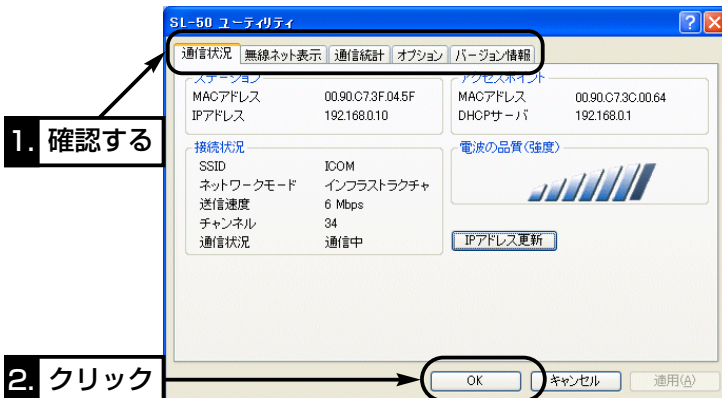 SL-50 ユーティリティ
通信状況 無線ネット表示 通信統計 オプション バージョン情報
ステーション
MACアドレス 00.90.C7.3F.04.5F
IPアドレス 192.168.0.10
アクセスポイント
MACアドレス 00.90.C7.3C.00.64
DHCPサーバ 192.168.0.1
1. 確認する
接続状況
SSID ICOM
ネットワークモード インフラストラクチャ
送信速度 6 Mbps
チャンネル 34
通信状況 通信中
電波の品質(強度)
IPアドレス更新
2. クリック
OK キャンセル 適用(A)